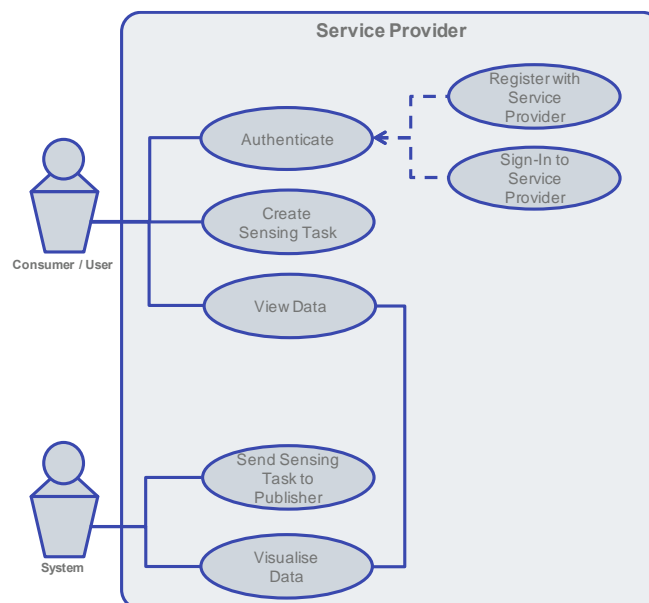 Service Provider
Register with
Service
Provider
Authenticate
Sign-In to
Service
Provider
Create
Sensing Task
Consumer / User
View Data
Send Sensing
Task to
Publisher
Visualise
Data
System